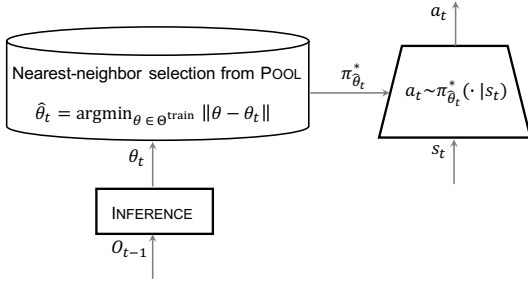 a_t
Nearest-neighbor selection from POOL
θ̂_t = argmin_{θ ∈ Θ^train} ‖θ − θ_t‖
π*_{θ̂_t}
a_t~π*_{θ̂_t}(· |s_t)
θ_t
s_t
INFERENCE
O_{t−1}